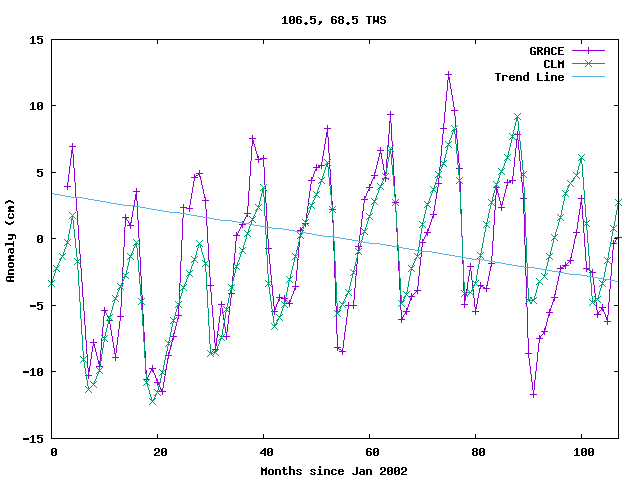 106.5, 68.5 TWS
GRACE
CLM
Trend Line
15
10
5
0
-5
-10
-15
Anomaly (cm)
0 20 40 60 80 100
Months since Jan 2002